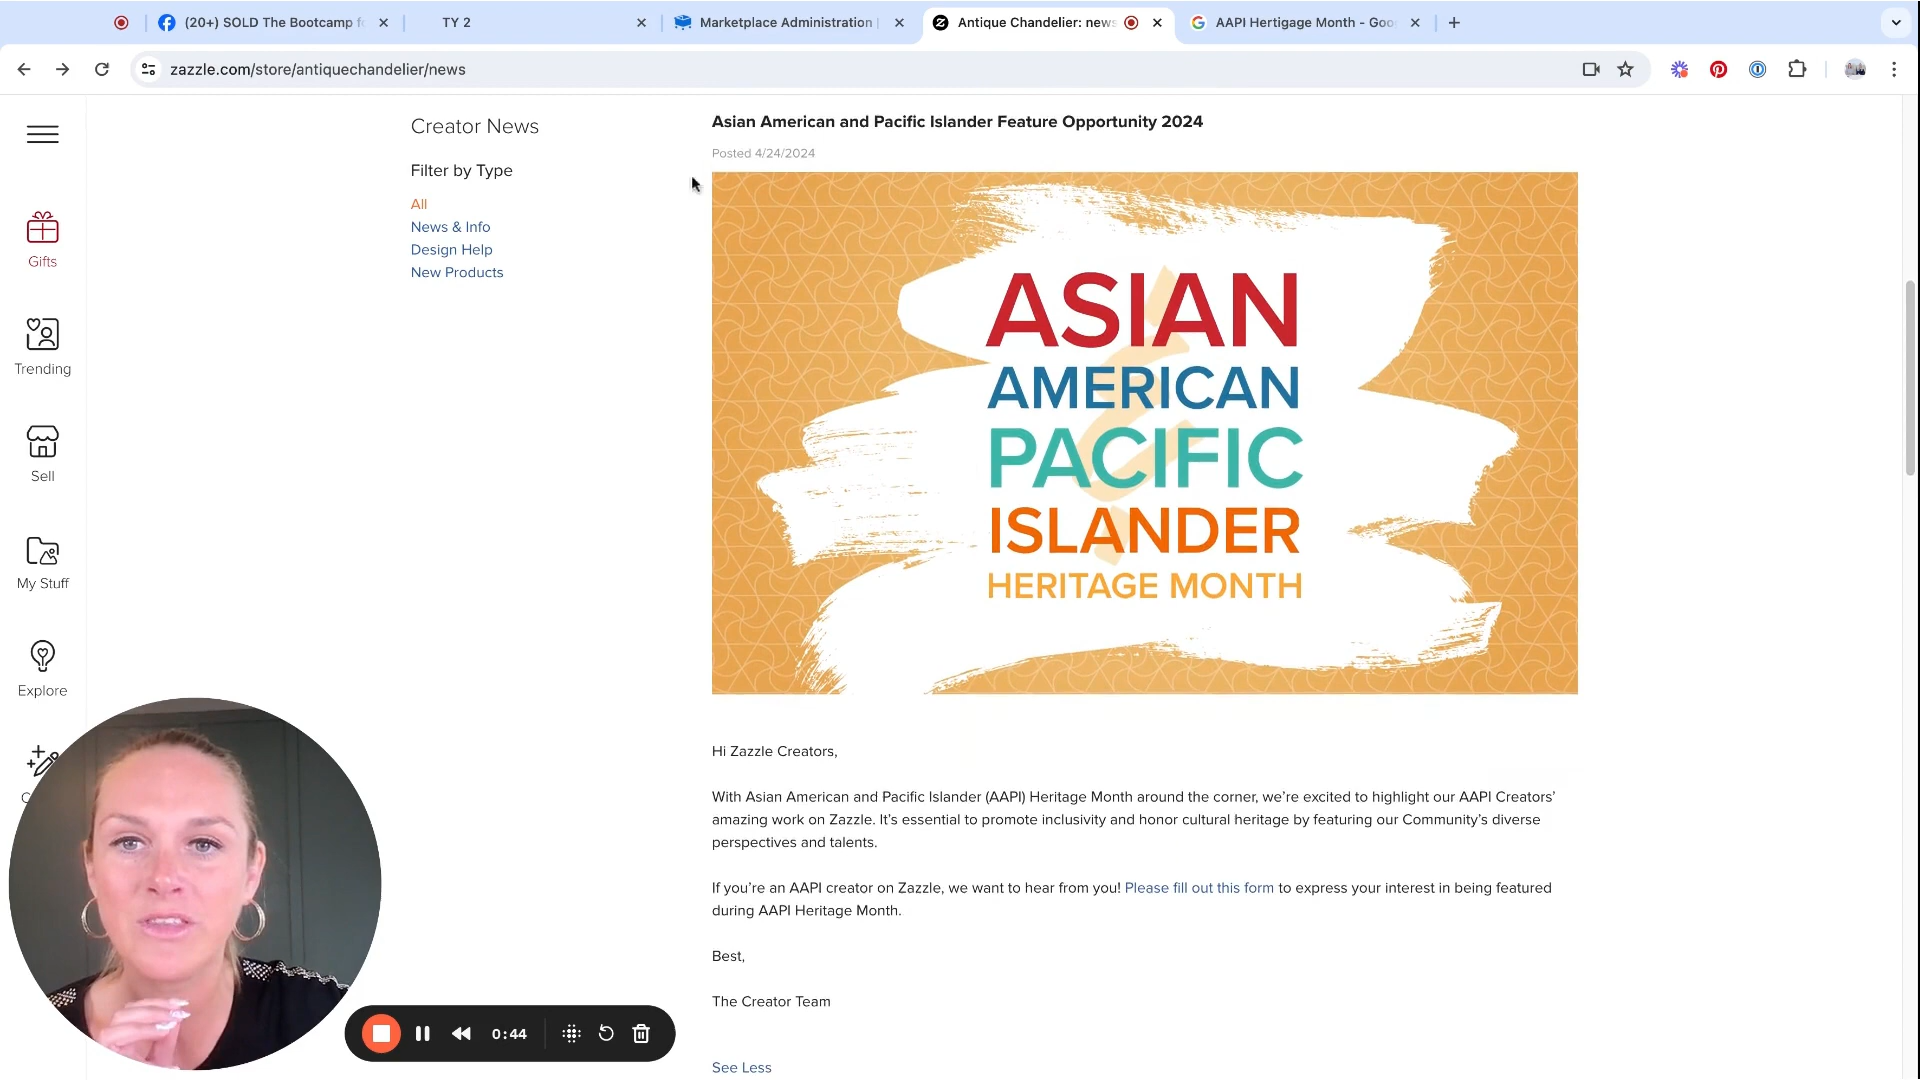 (20+) SOLD The Bootcamp f
TY 2
Marketplace Administration
Antique Chandelier: news
AAPI Hertigage Month - Goo
zazzle.com/store/antiquechandelier/news
Gifts
Trending
Sell
My Stuff
Explore
C
Creator News
Filter by Type
All
News & Info
Design Help
New Products
Asian American and Pacific Islander Feature Opportunity 2024
Posted 4/24/2024
ASIAN
AMERICAN
PACIFIC
ISLANDER
HERITAGE MONTH
Hi Zazzle Creators,
With Asian American and Pacific Islander (AAPI) Heritage Month around the corner, we're excited to highlight our AAPI Creators'
amazing work on Zazzle. It's essential to promote inclusivity and honor cultural heritage by featuring our Community's diverse
perspectives and talents.
If you're an AAPI creator on Zazzle, we want to hear from you! Please fill out this form to express your interest in being featured
during AAPI Heritage Month.
Best,
The Creator Team
See Less
0:44